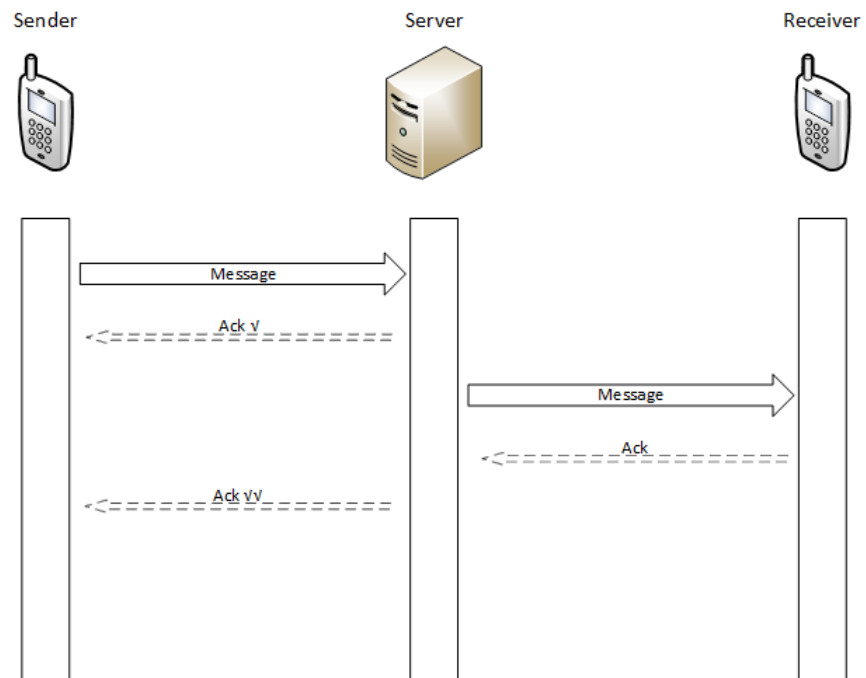 Sender
Server
Receiver
Message
Ack √
Message
Ack
Ack √√